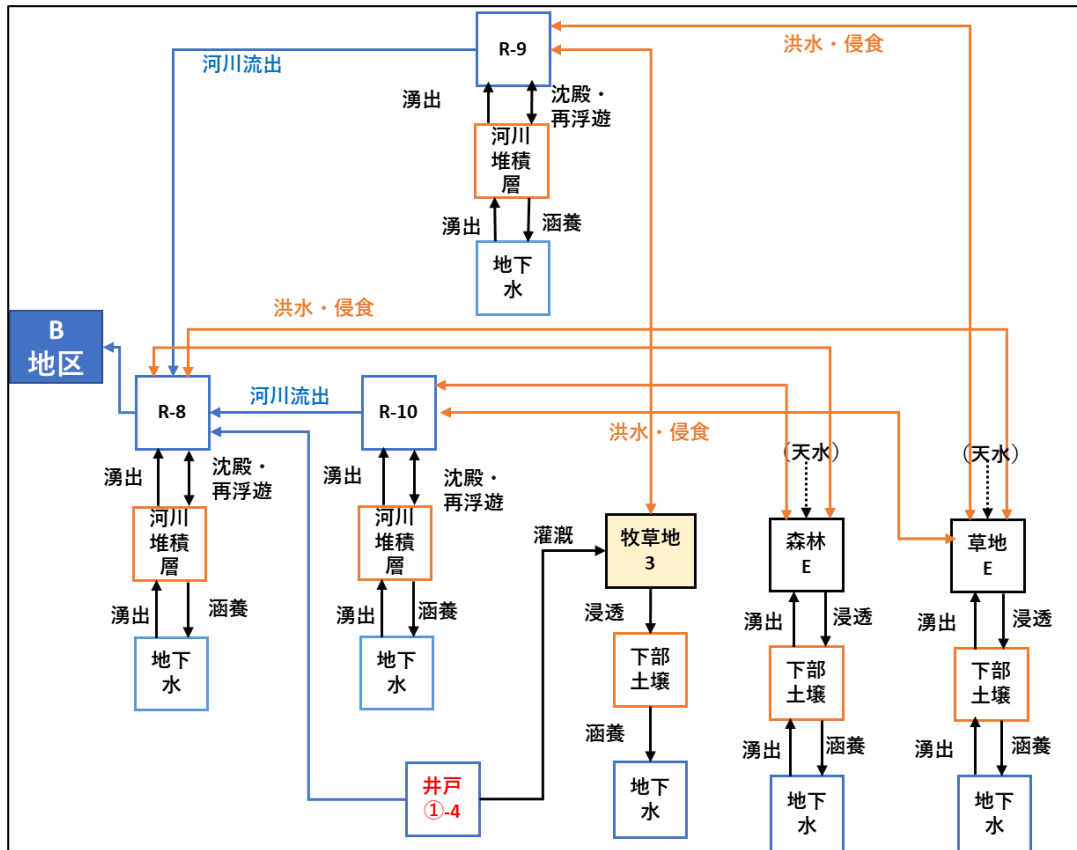 R-9
洪水・侵食
河川流出
湧出
沈殿・
再浮遊
河川
堆積
層
湧出
涵養
地下
水
洪水・侵食
B
地区
R-8
河川流出
R-10
洪水・侵食
(天水)
(天水)
湧出
沈殿・
再浮遊
湧出
沈殿・
再浮遊
河川
堆積
層
河川
堆積
層
灌漑
牧草地
3
森林
E
草地
E
湧出
涵養
湧出
涵養
浸透
湧出
浸透
湧出
浸透
地下
水
地下
水
下部
土壌
下部
土壌
下部
土壌
涵養
湧出
涵養
湧出
涵養
井戸
①-4
地下
水
地下
水
地下
水